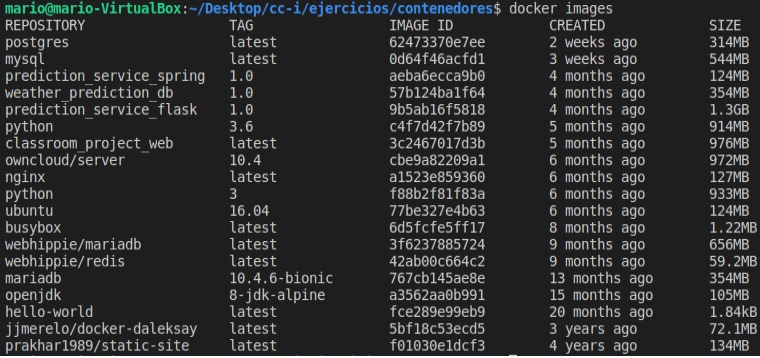 mario@mario-VirtualBox:~/Desktop/cc-i/ejercicios/contenedores$ docker images
REPOSITORY TAG IMAGE ID CREATED SIZE
postgres latest 62473370e7ee 2 weeks ago 314MB
mysql latest 0d64f46acfd1 3 weeks ago 544MB
prediction_service_spring 1.0 aeba6ecca9b0 4 months ago 124MB
weather_prediction_db 1.0 57b124ba1f64 4 months ago 354MB
prediction_service_flask 1.0 9b5ab16f5818 4 months ago 1.3GB
python 3.6 c4f7d42f7b89 5 months ago 914MB
classroom_project_web latest 3c2467017d3b 5 months ago 976MB
owncloud/server 10.4 cbe9a82209a1 6 months ago 972MB
nginx latest a1523e859360 6 months ago 127MB
python 3 f88b2f81f83a 6 months ago 933MB
ubuntu 16.04 77be327e4b63 6 months ago 124MB
busybox latest 6d5fcfe5ff17 8 months ago 1.22MB
webhippie/mariadb latest 3f6237885724 9 months ago 656MB
webhippie/redis latest 42ab00c664c2 9 months ago 59.2MB
mariadb 10.4.6-bionic 767cb145ae8e 13 months ago 354MB
openjdk 8-jdk-alpine a3562aa0b991 15 months ago 105MB
hello-world latest fce289e99eb9 20 months ago 1.84kB
jjmerelo/docker-daleksay latest 5bf18c53ecd5 3 years ago 72.1MB
prakhar1989/static-site latest f01030e1dcf3 4 years ago 134MB